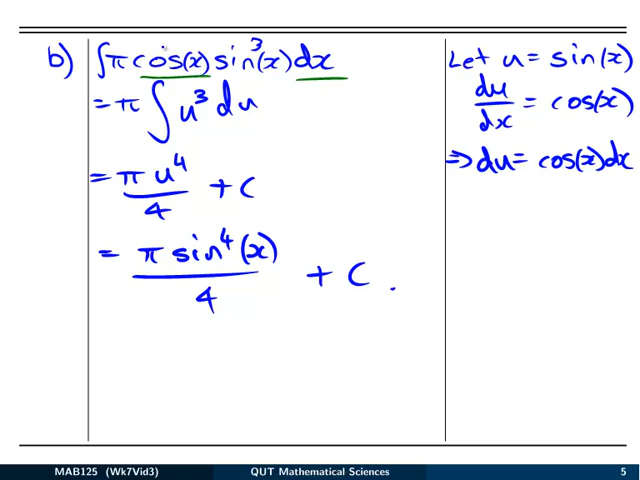 b) ∫π cos(x) sin³(x) dx
= π ∫ u³ du
= π u⁴/4 + C
= π sin⁴(x)/4 + C.
Let u = sin(x)
du/dx = cos(x)
⇒ du = cos(x)dx
MAB125 (Wk7Vid3) QUT Mathematical Sciences 5